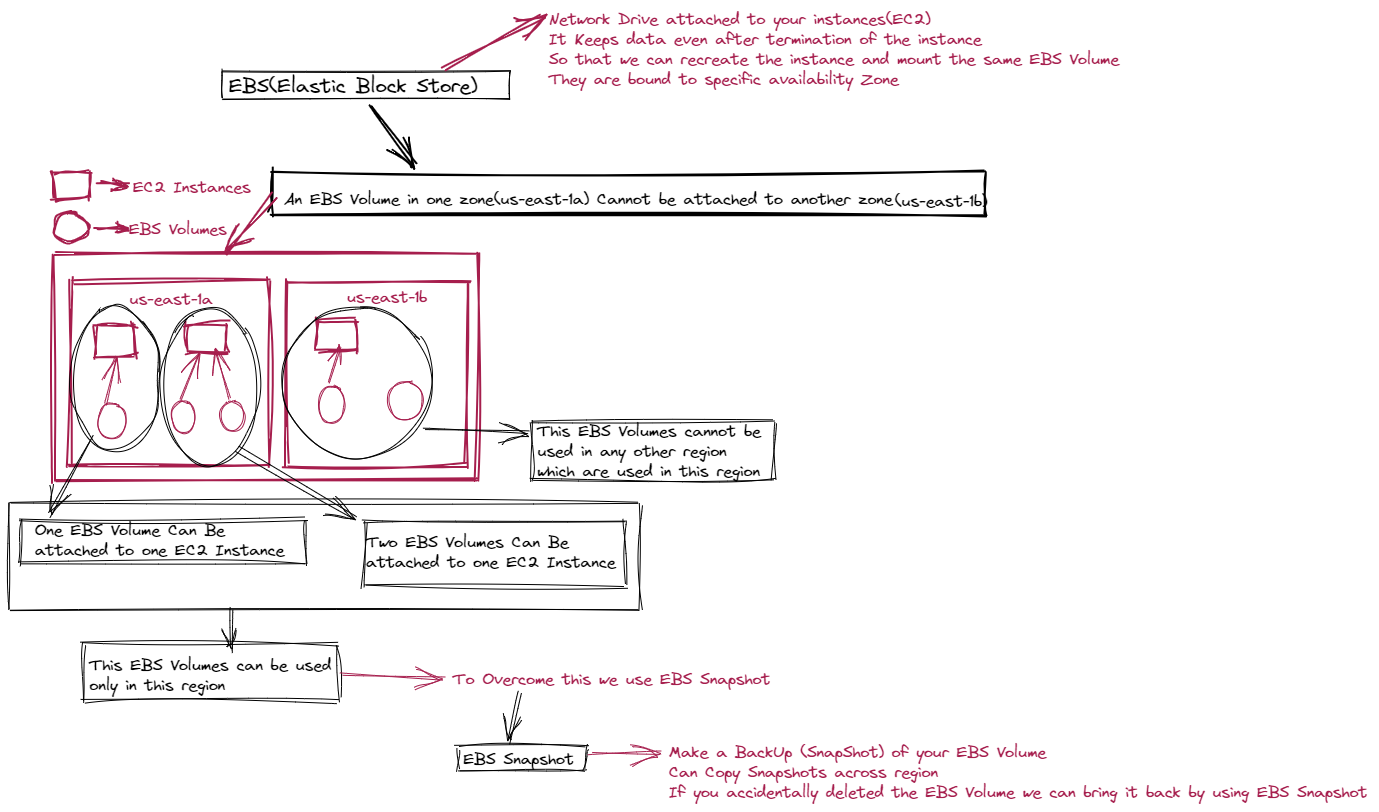 Network Drive attached to your instances(EC2)
It Keeps data even after termination of the instance
So that we can recreate the instance and mount the same EBS Volume
They are bound to specific availability Zone
EBS(Elastic Block Store)
EC2 Instances
An EBS Volume in one zone(us-east-1a) Cannot be attached to another zone(us-east-1b)
EBS Volumes
us-east-1a
us-east-1b
This EBS Volumes cannot be
used in any other region
which are used in this region
One EBS Volume Can Be
attached to one EC2 Instance
Two EBS Volumes Can Be
attached to one EC2 Instance
This EBS Volumes can be used
only in this region
To Overcome this we use EBS Snapshot
EBS Snapshot
Make a BackUp (SnapShot) of your EBS Volume
Can Copy Snapshots across region
If you accidentally deleted the EBS Volume we can bring it back by using EBS Snapshot